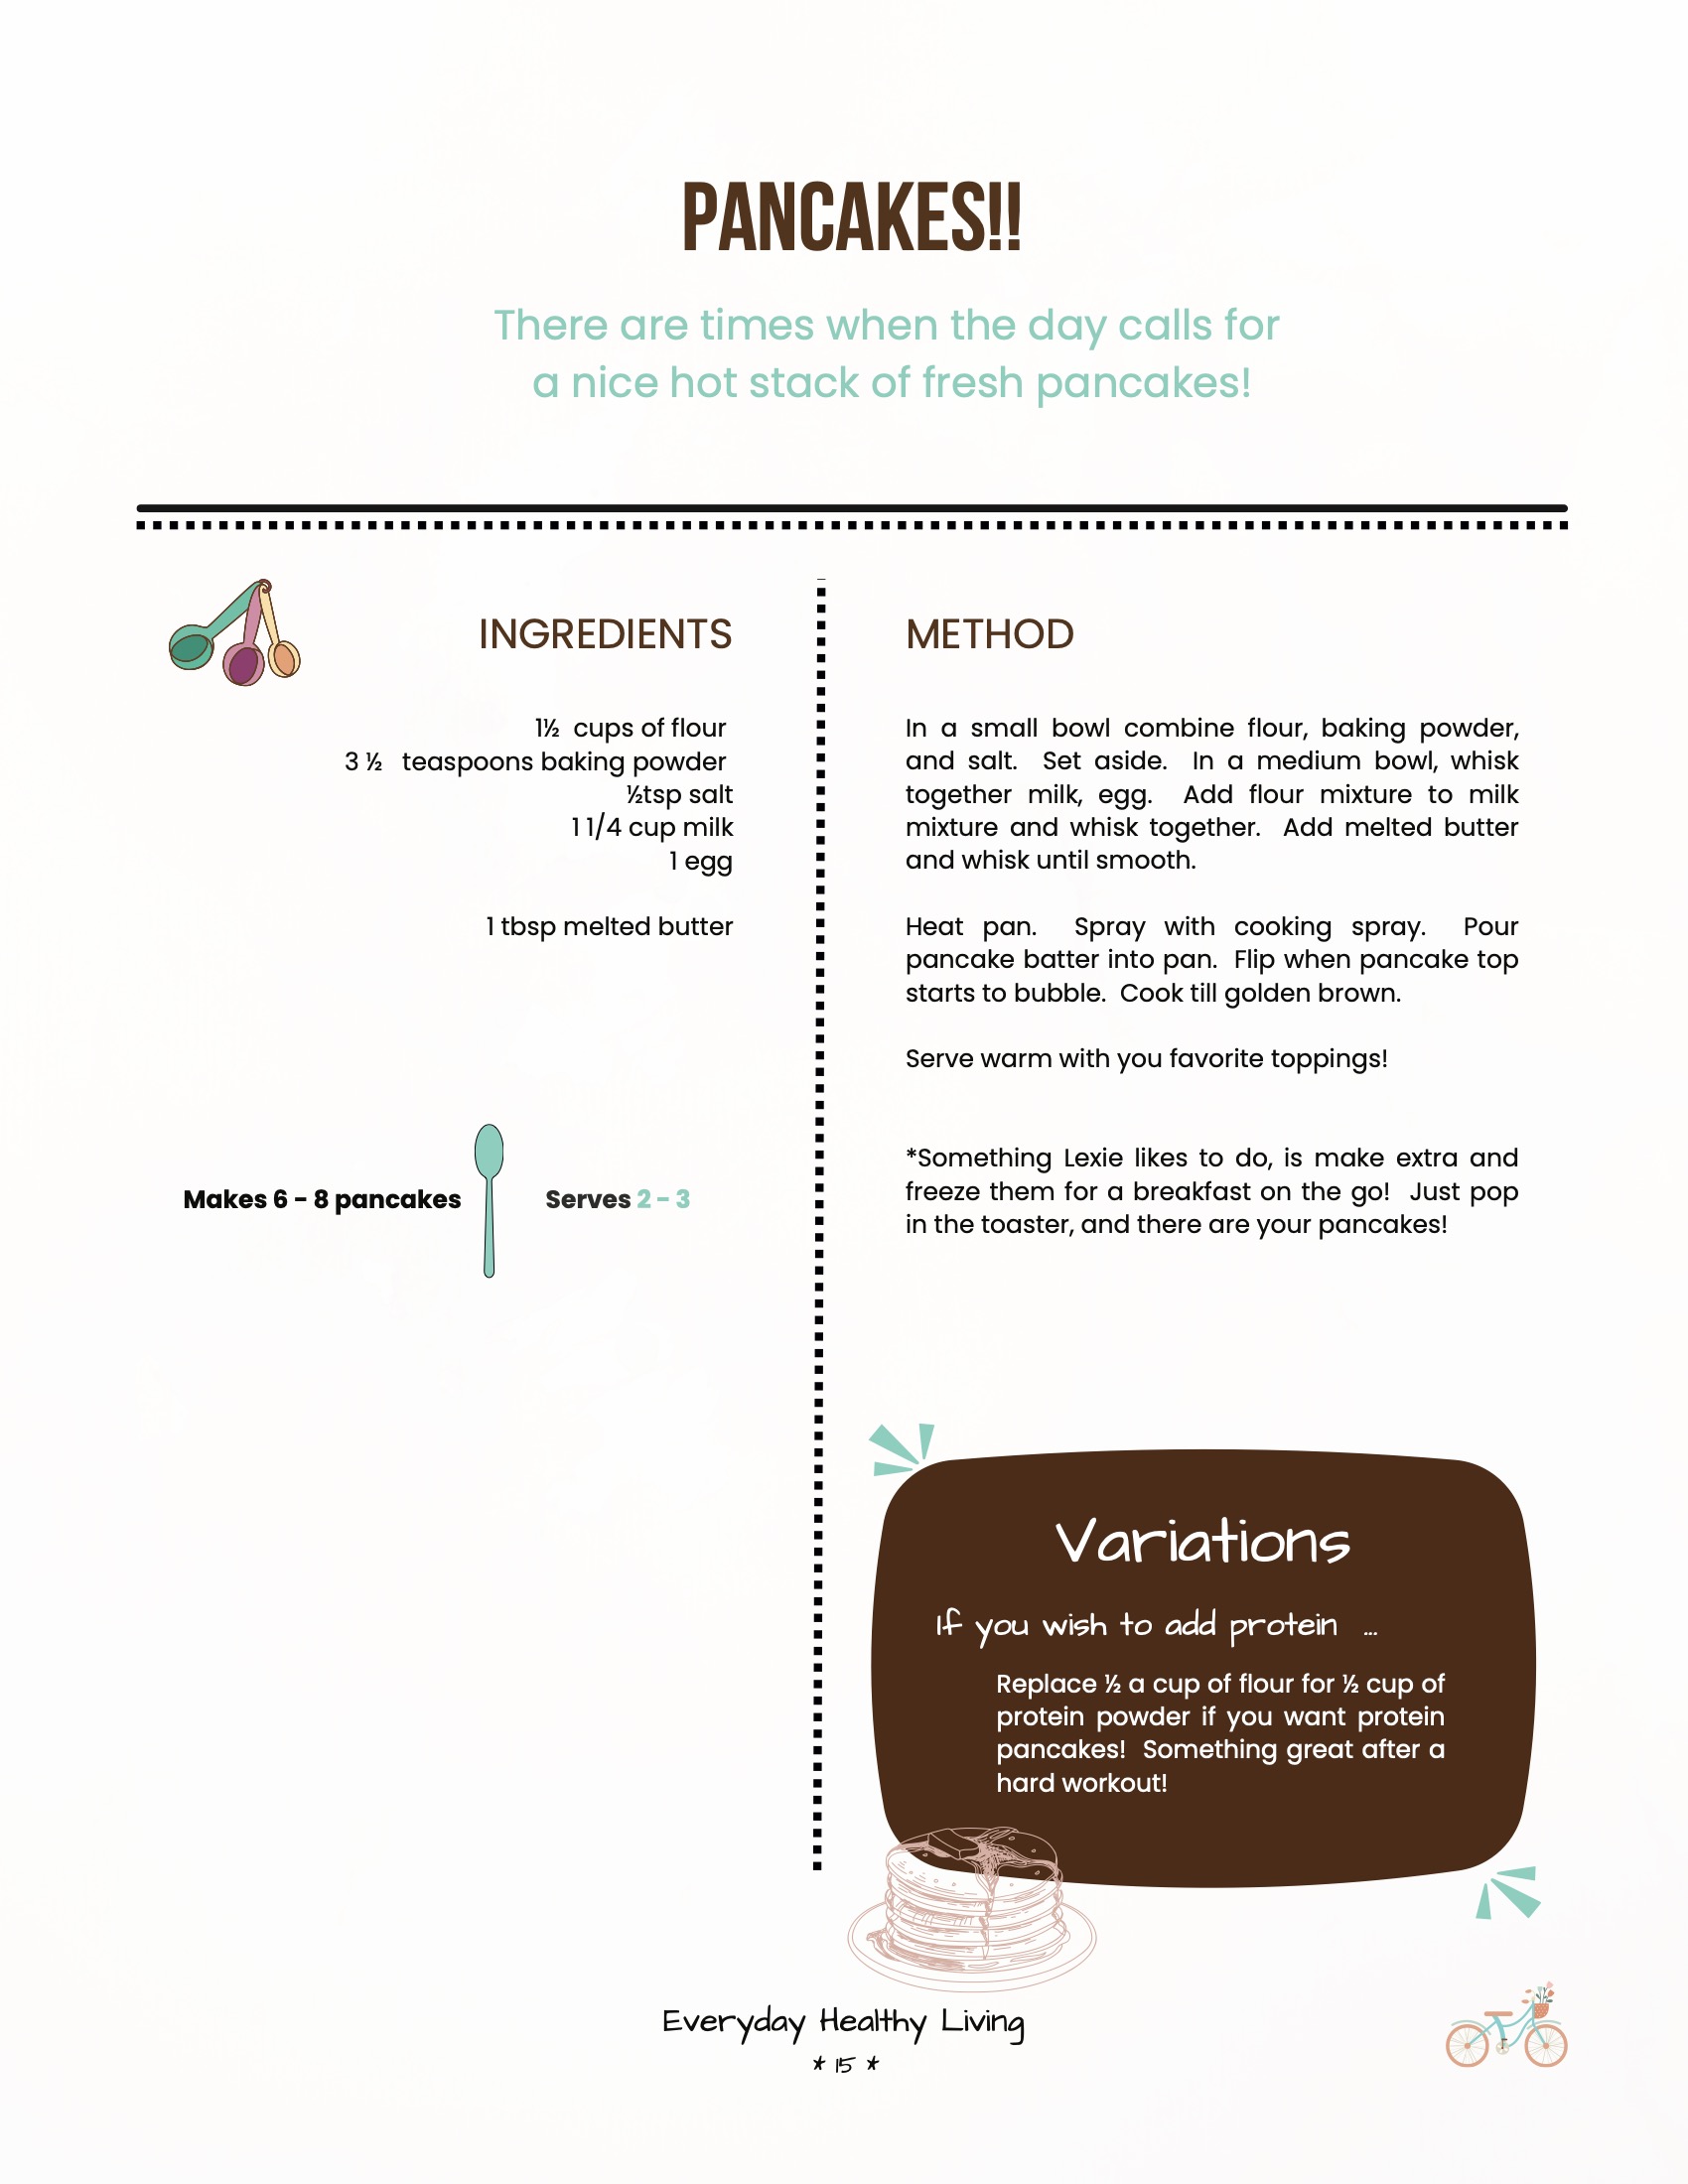 PANCAKES!!
There are times when the day calls for
a nice hot stack of fresh pancakes!
INGREDIENTS
1½ cups of flour
3 ½ teaspoons baking powder
½tsp salt
1 1/4 cup milk
1 egg
1 tbsp melted butter
Makes 6 - 8 pancakes
Serves 2 - 3
METHOD
In a small bowl combine flour, baking powder,
and salt. Set aside. In a medium bowl, whisk
together milk, egg. Add flour mixture to milk
mixture and whisk together. Add melted butter
and whisk until smooth.
Heat pan. Spray with cooking spray. Pour
pancake batter into pan. Flip when pancake top
starts to bubble. Cook till golden brown.
Serve warm with you favorite toppings!
*Something Lexie likes to do, is make extra and
freeze them for a breakfast on the go! Just pop
in the toaster, and there are your pancakes!
Variations
If you wish to add protein ...
Replace ½ a cup of flour for ½ cup of
protein powder if you want protein
pancakes! Something great after a
hard workout!
Everyday Healthy Living
* 15 *